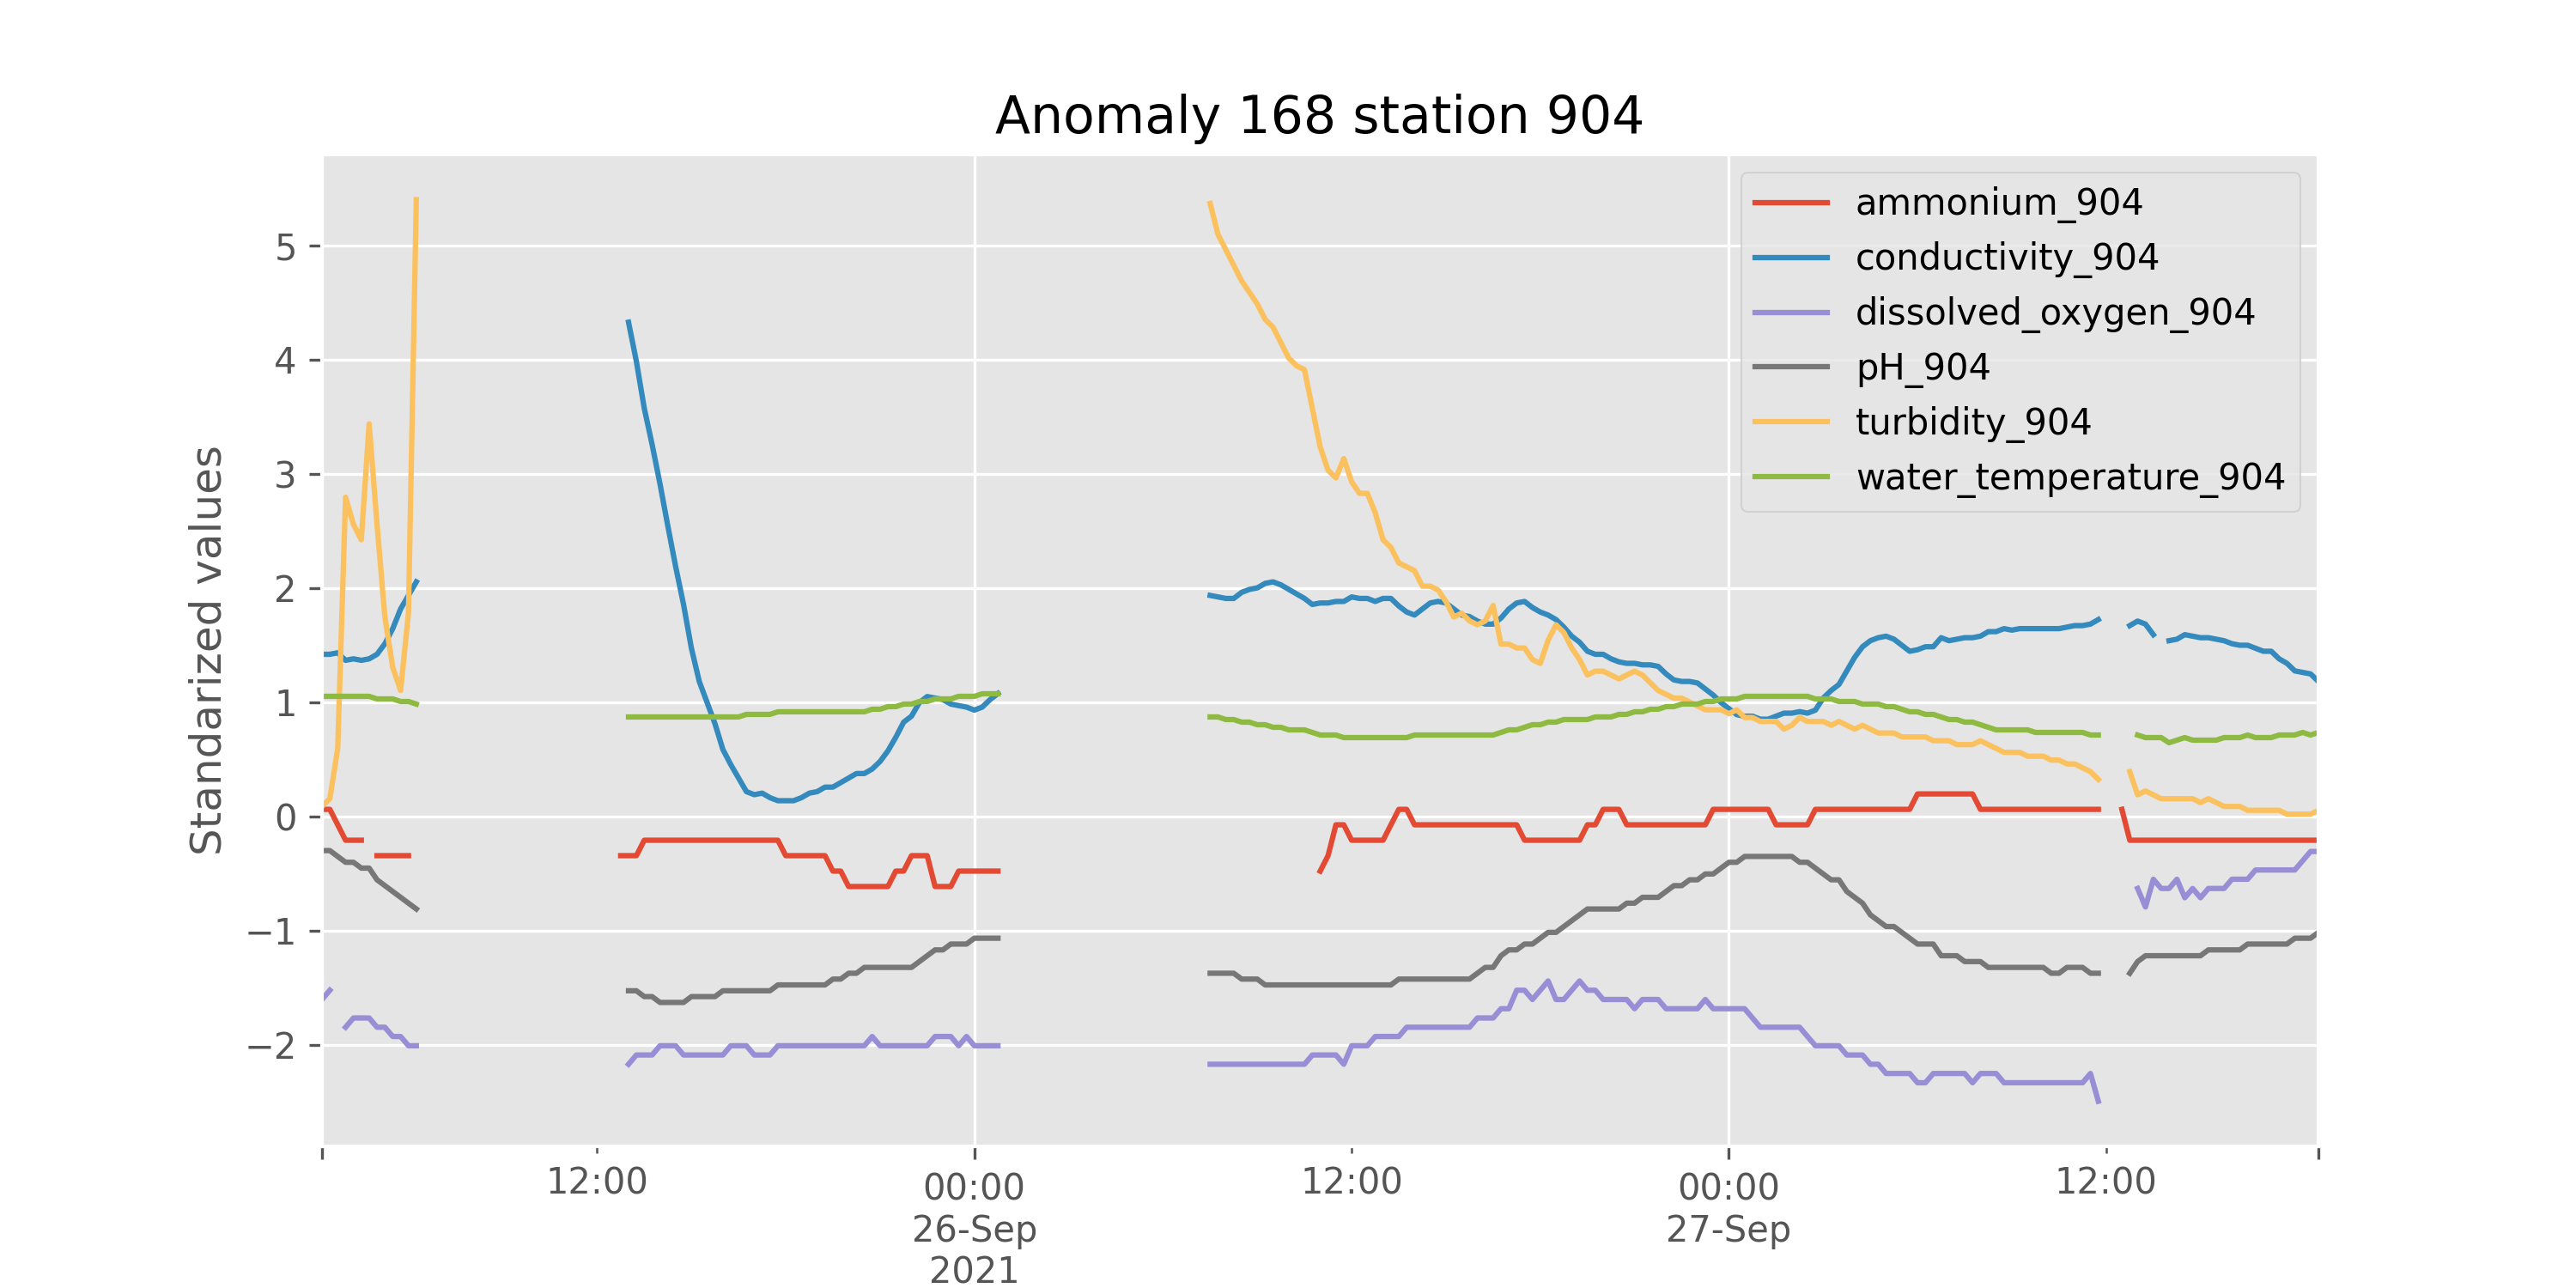 Anomaly 168 station 904
Standarized values
5
4
3
2
1
0
−1
−2
ammonium_904
conductivity_904
dissolved_oxygen_904
pH_904
turbidity_904
water_temperature_904
12:00
00:00
26-Sep
2021
12:00
00:00
27-Sep
12:00